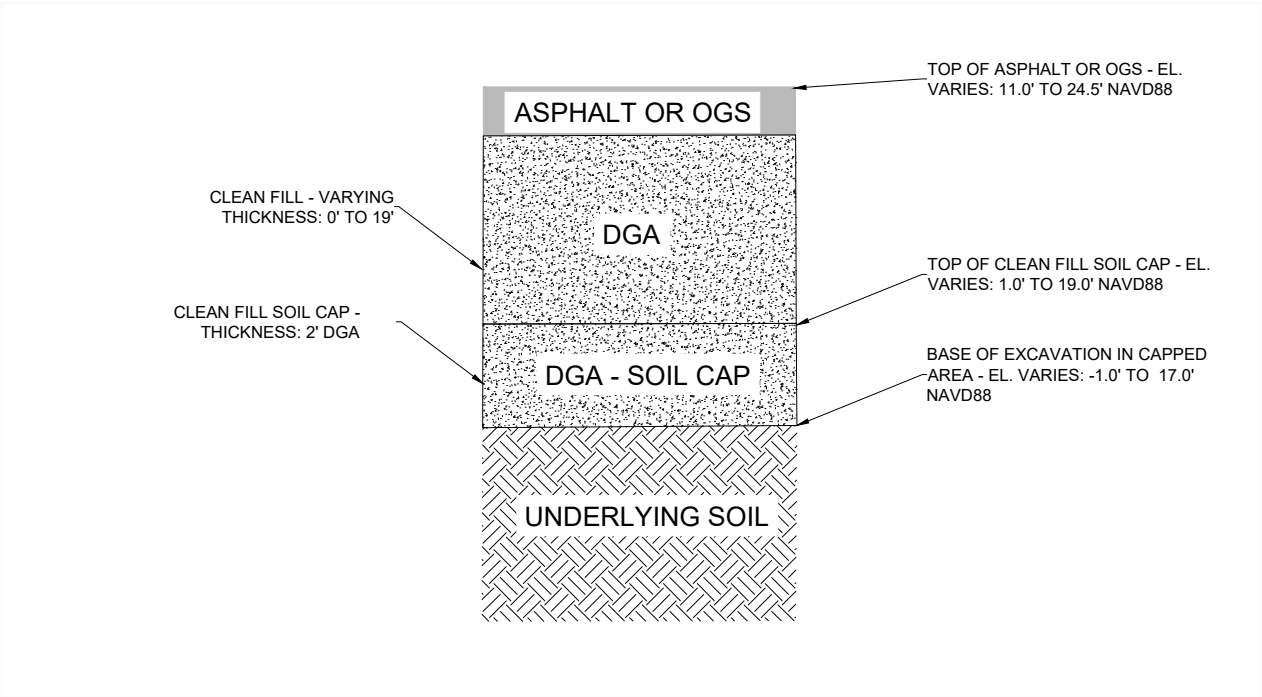 TOP OF ASPHALT OR OGS - EL.
VARIES: 11.0' TO 24.5' NAVD88
ASPHALT OR OGS
CLEAN FILL - VARYING
THICKNESS: 0' TO 19'
DGA
TOP OF CLEAN FILL SOIL CAP - EL.
VARIES: 1.0' TO 19.0' NAVD88
CLEAN FILL SOIL CAP -
THICKNESS: 2' DGA
DGA - SOIL CAP
BASE OF EXCAVATION IN CAPPED
AREA - EL. VARIES: -1.0' TO 17.0'
NAVD88
UNDERLYING SOIL